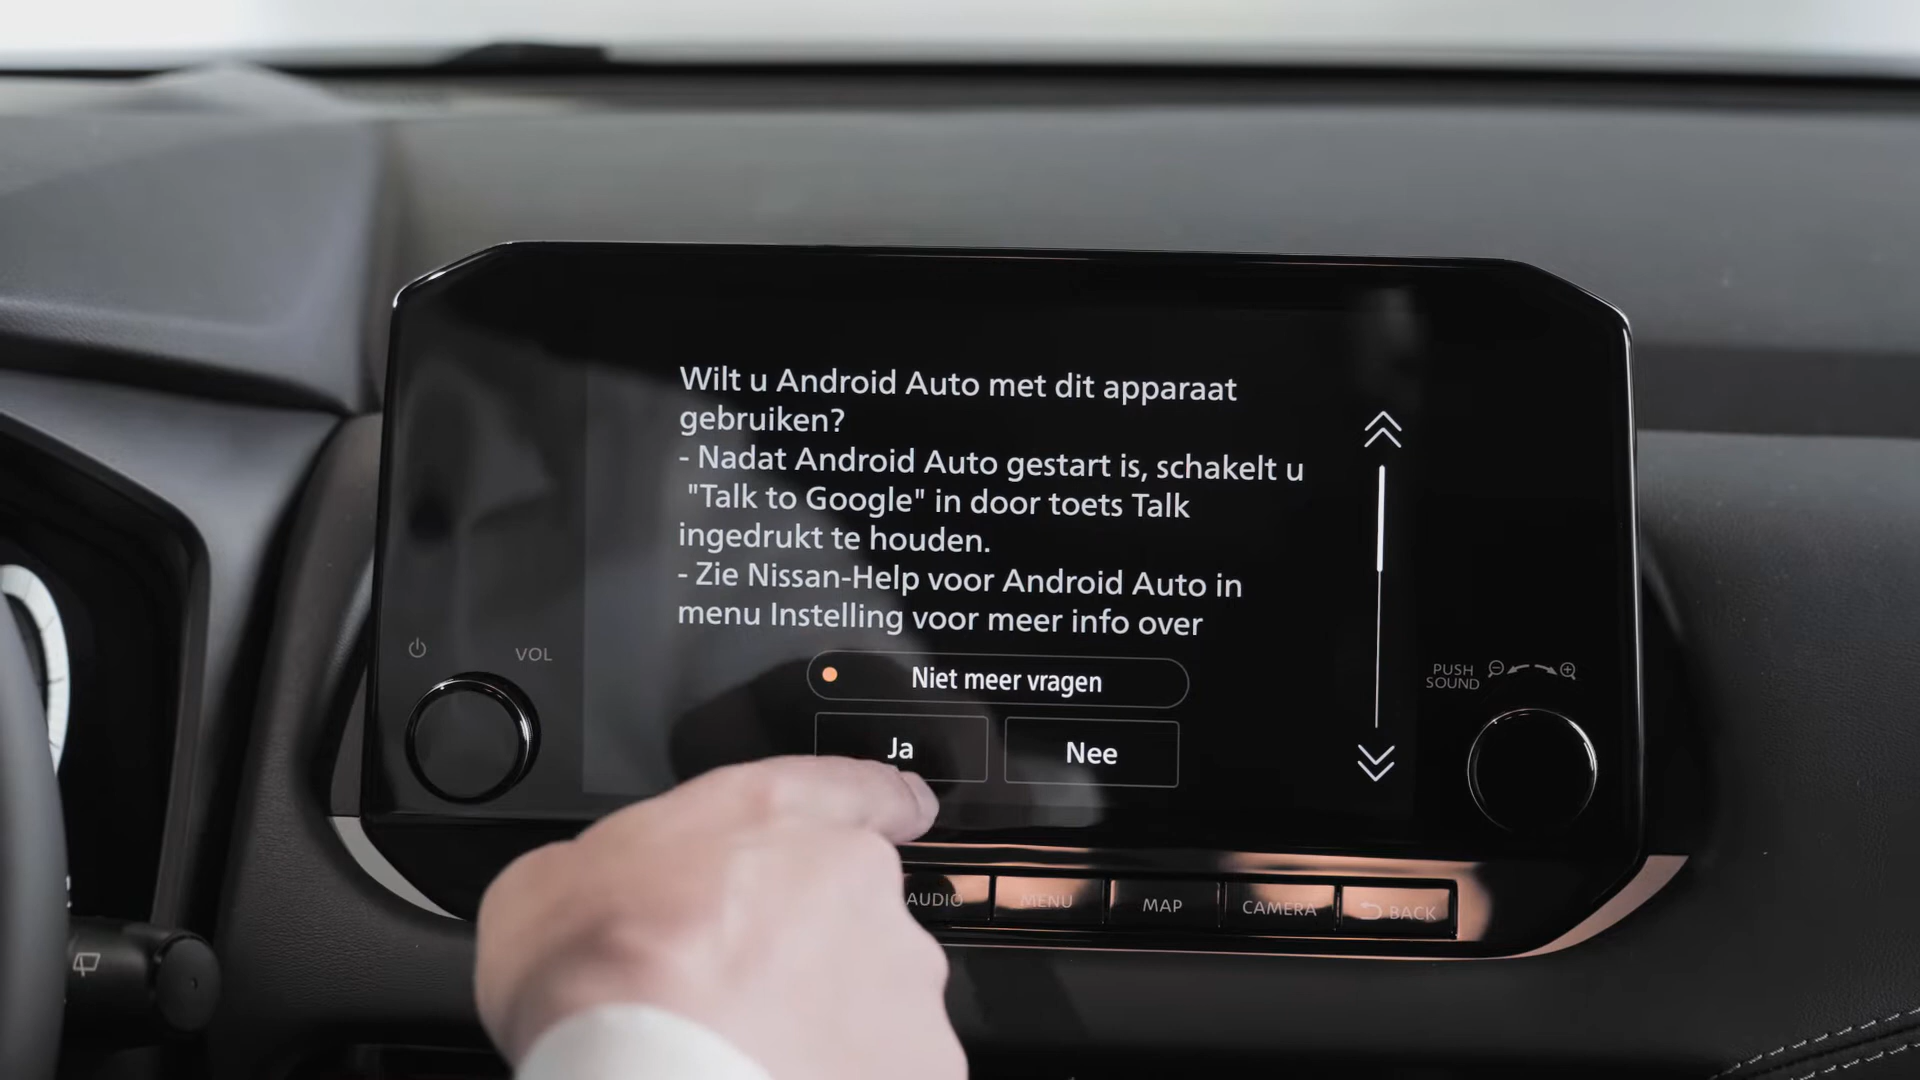 Wilt u Android Auto met dit apparaat
gebruiken?
- Nadat Android Auto gestart is, schakelt u
"Talk to Google" in door toets Talk
ingedrukt te houden.
- Zie Nissan-Help voor Android Auto in
menu Instelling voor meer info over
Niet meer vragen
Ja
Nee
VOL
PUSH
SOUND
AUDIO
MENU
MAP
CAMERA
BACK